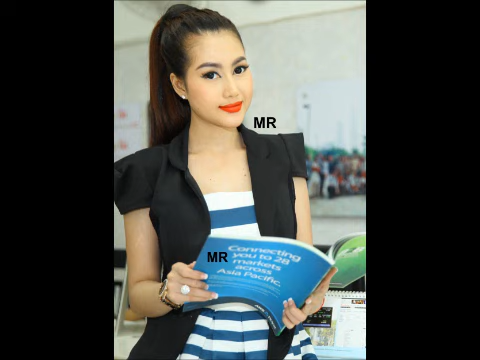 MR
MR
Connecting
you to 28
markets
across
Asia Pacific.